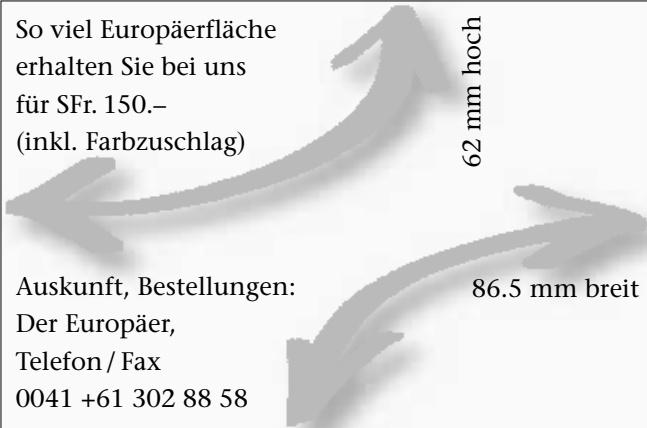 So viel Europäerfläche
erhalten Sie bei uns
für SFr. 150.–
(inkl. Farbzuschlag)
62 mm hoch
86.5 mm breit
Auskunft, Bestellungen:
Der Europäer,
Telefon / Fax
0041 +61 302 88 58